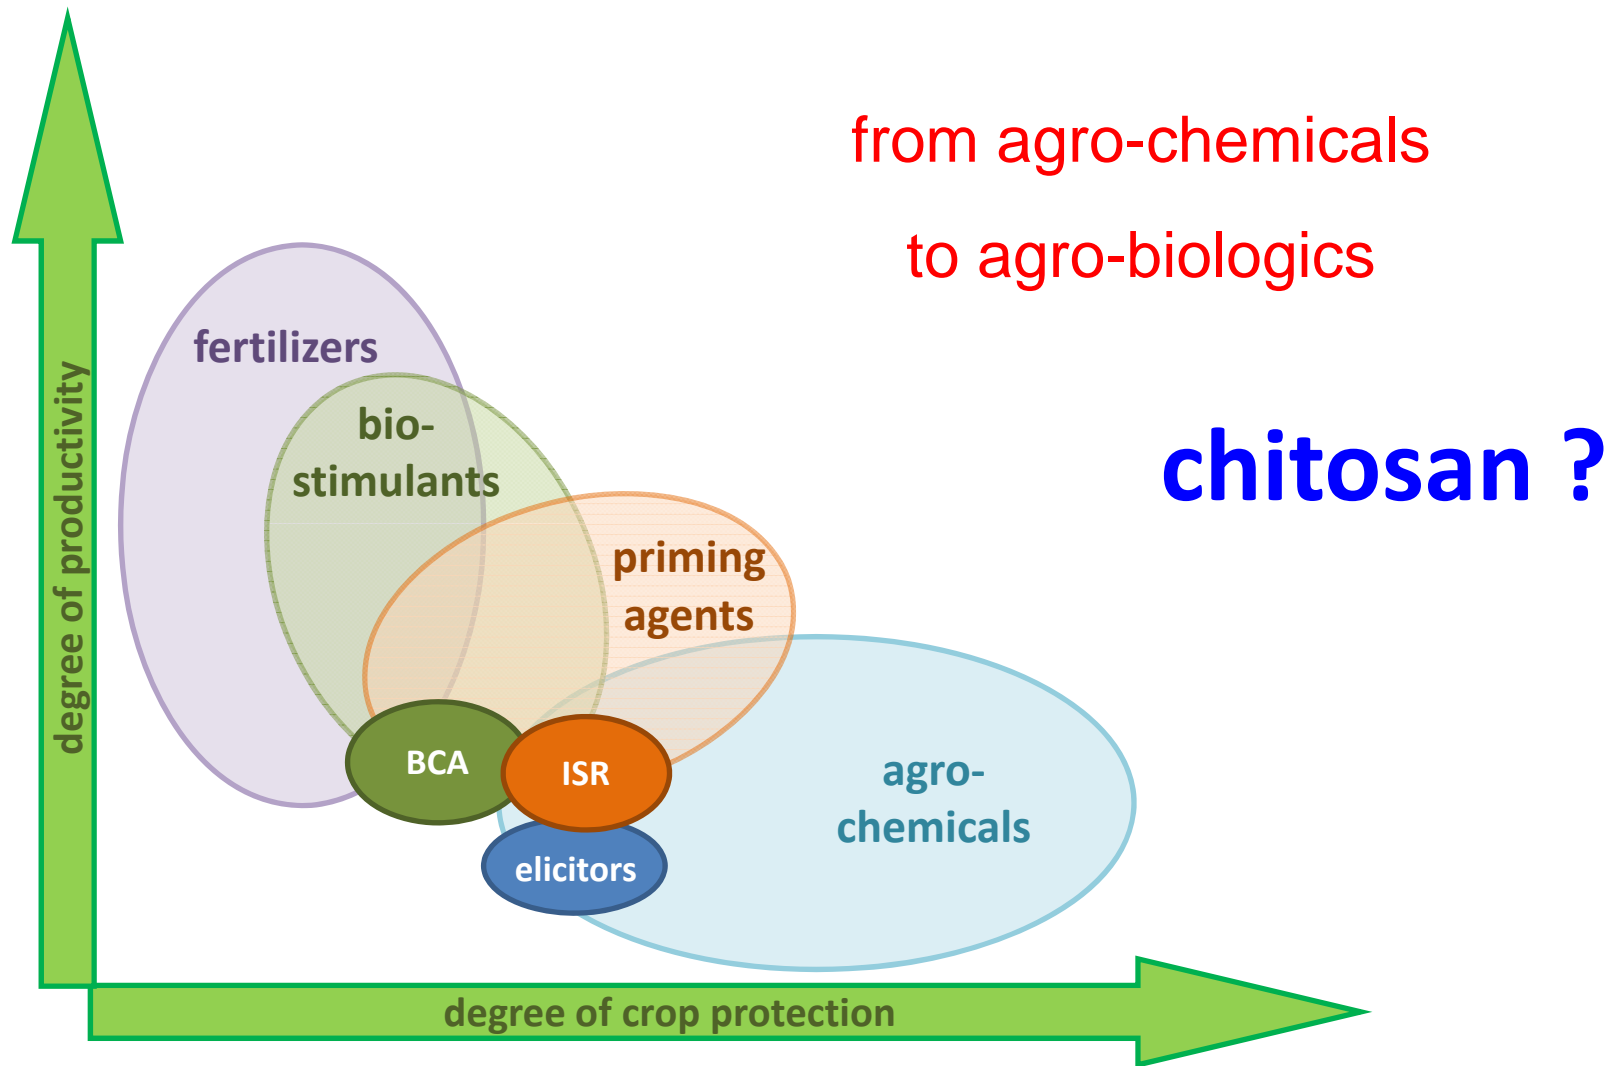 from agro-chemicals
to agro-biologics
chitosan ?
degree of productivity
fertilizers
bio-
stimulants
priming
agents
BCA
ISR
elicitors
agro-
chemicals
degree of crop protection